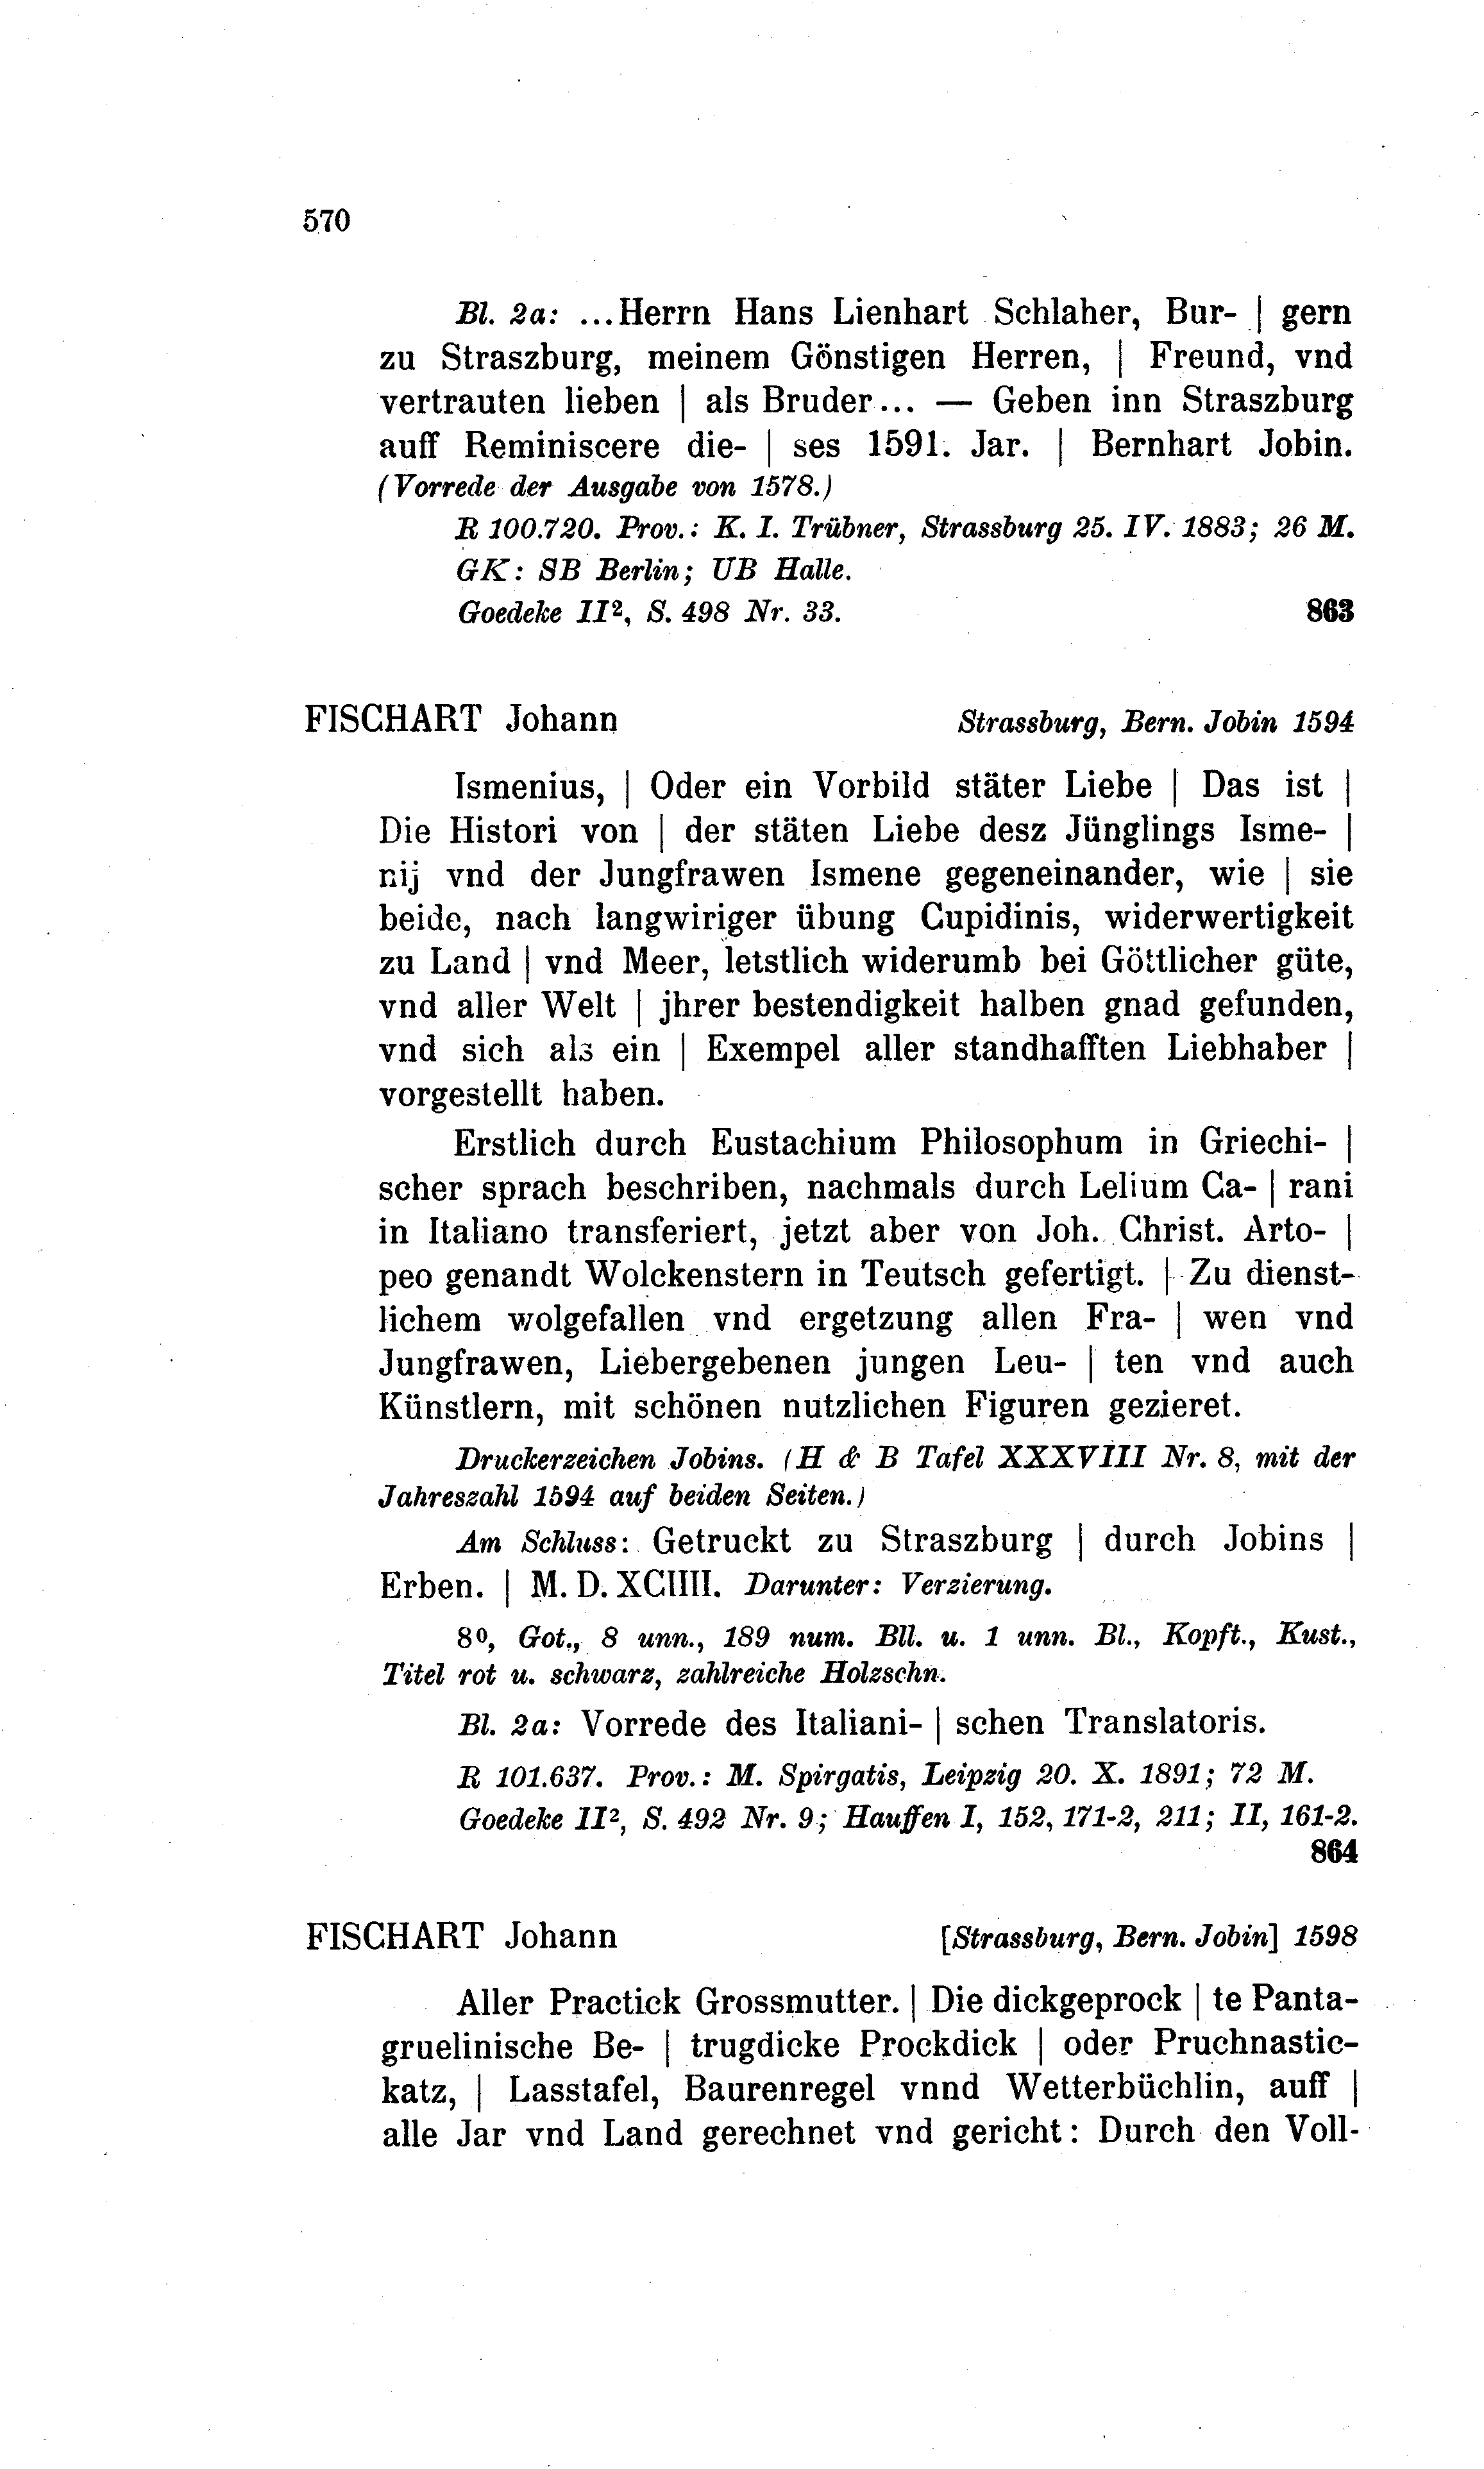 570
Bl. 2a: ...Herrn Hans Lienhart Schlaher, Bur- | gern
zu Straszburg, meinem Gönstigen Herren, | Freund, vnd
vertrauten lieben | als Bruder... — Geben inn Straszburg
auff Reminiscere die- | ses 1591. Jar. | Bernhart Jobin.
(Vorrede der Ausgabe von 1578.)
R 100.720. Prov.: K. I. Trübner, Strassburg 25. IV. 1883; 26 M.
GK: SB Berlin; UB Halle.
Goedeke II², S. 498 Nr. 33. 863
FISCHART Johann Strassburg, Bern. Jobin 1594
Ismenius, | Oder ein Vorbild stäter Liebe | Das ist |
Die Histori von | der stäten Liebe desz Jünglings Isme- |
nij vnd der Jungfrawen Ismene gegeneinander, wie | sie
beide, nach langwiriger übung Cupidinis, widerwertigkeit
zu Land | vnd Meer, letstlich widerumb bei Göttlicher güte,
vnd aller Welt | jhrer bestendigkeit halben gnad gefunden,
vnd sich als ein | Exempel aller standhafften Liebhaber |
vorgestellt haben.
Erstlich durch Eustachium Philosophum in Griechi- |
scher sprach beschriben, nachmals durch Lelium Ca- | rani
in Italiano transferiert, jetzt aber von Joh. Christ. Arto- |
peo genandt Wolckenstern in Teutsch gefertigt. | Zu dienst-
lichem wolgefallen vnd ergetzung allen Fra- | wen vnd
Jungfrawen, Liebergebenen jungen Leu- | ten vnd auch
Künstlern, mit schönen nutzlichen Figuren gezieret.
Druckerzeichen Jobins. (H & B Tafel XXXVIII Nr. 8, mit der
Jahreszahl 1594 auf beiden Seiten.)
Am Schluss: Getruckt zu Straszburg | durch Jobins |
Erben. | M. D. XCIIII. Darunter: Verzierung.
8º, Got., 8 unn., 189 num. Bll. u. 1 unn. Bl., Kopft., Kust.,
Titel rot u. schwarz, zahlreiche Holzschn.
Bl. 2a: Vorrede des Italiani- | schen Translatoris.
R 101.637. Prov.: M. Spirgatis, Leipzig 20. X. 1891; 72 M.
Goedeke II², S. 492 Nr. 9; Hauffen I, 152, 171-2, 211; II, 161-2.
864
FISCHART Johann [Strassburg, Bern. Jobin] 1598
Aller Practick Grossmutter. | Die dickgeprock | te Panta-
gruelinische Be- | trugdicke Prockdick | oder Pruchnastic-
katz, | Lasstafel, Baurenregel vnnd Wetterbüchlin, auff |
alle Jar vnd Land gerechnet vnd gericht: Durch den Voll-